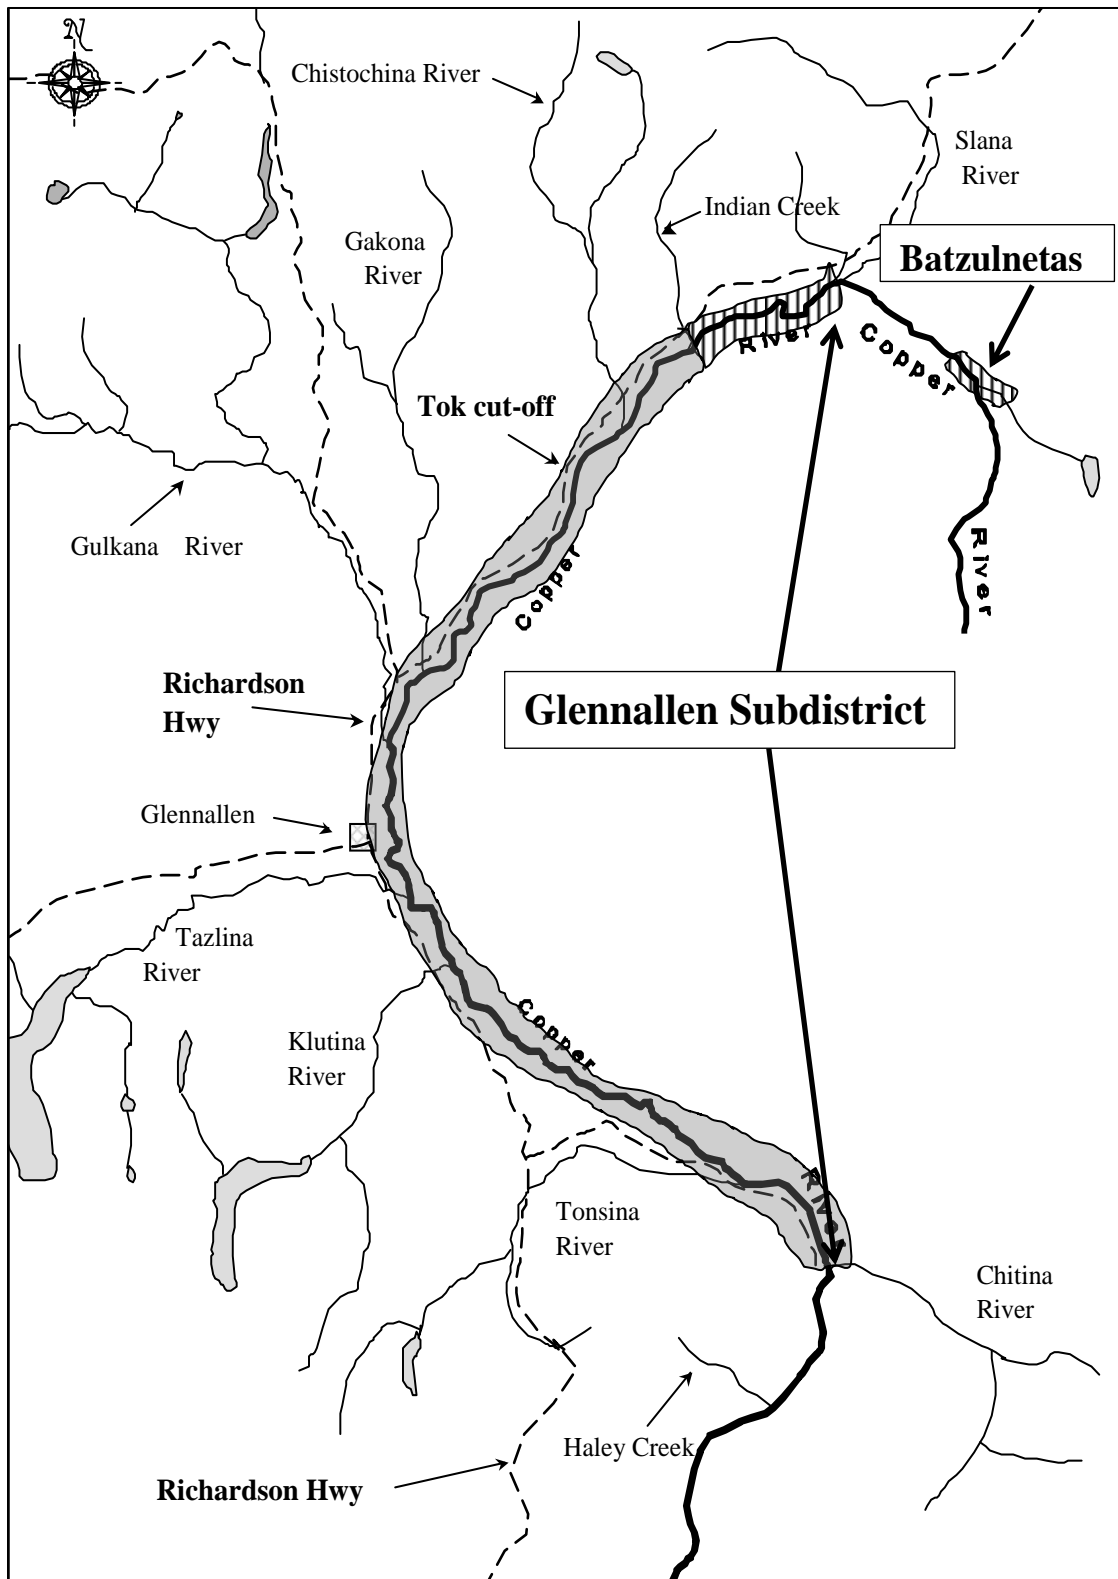 N
Chistochina River
Slana
River
Indian Creek
Gakona
River
Batzulnetas
River
Copper
Tok cut-off
Gulkana River
River
Copper
Richardson
Hwy
Glennallen Subdistrict
Glennallen
Tazlina
River
Copper
Klutina
River
Tonsina
River
Chitina
River
Haley Creek
Richardson Hwy